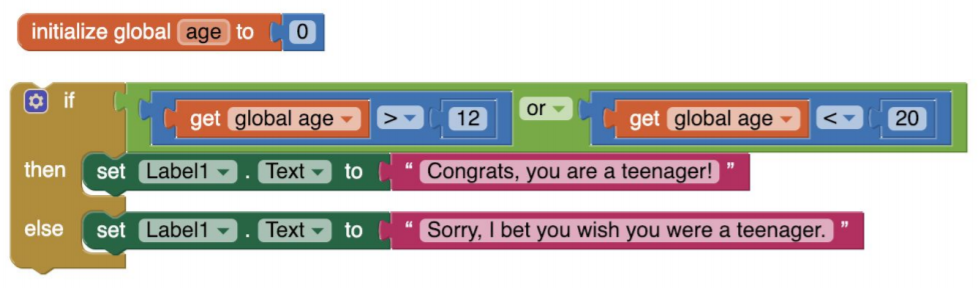 initialize global age to 0
if get global age > 12 or get global age < 20
then set Label1 . Text to “ Congrats, you are a teenager! ”
else set Label1 . Text to “ Sorry, I bet you wish you were a teenager. ”